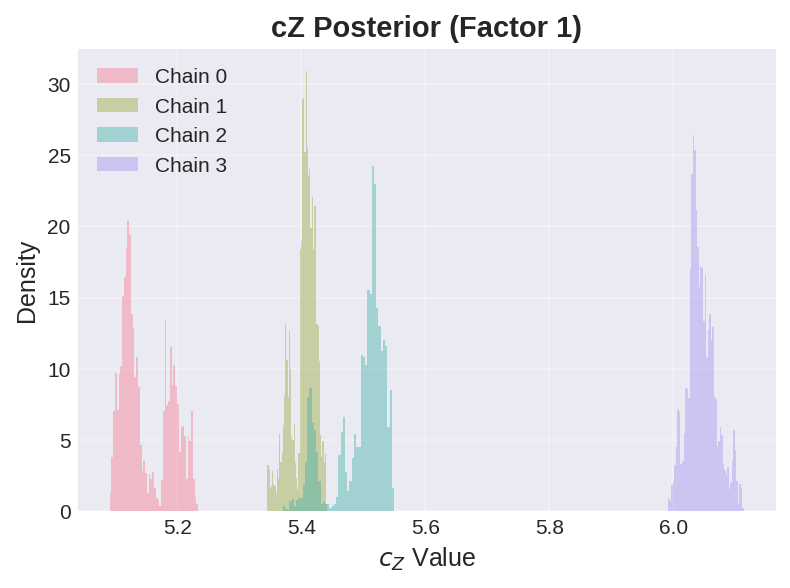 cZ Posterior (Factor 1)
Chain 0
Chain 1
Chain 2
Chain 3
Density
30
25
20
15
10
5
0
5.2 5.4 5.6 5.8 6.0
c_Z Value